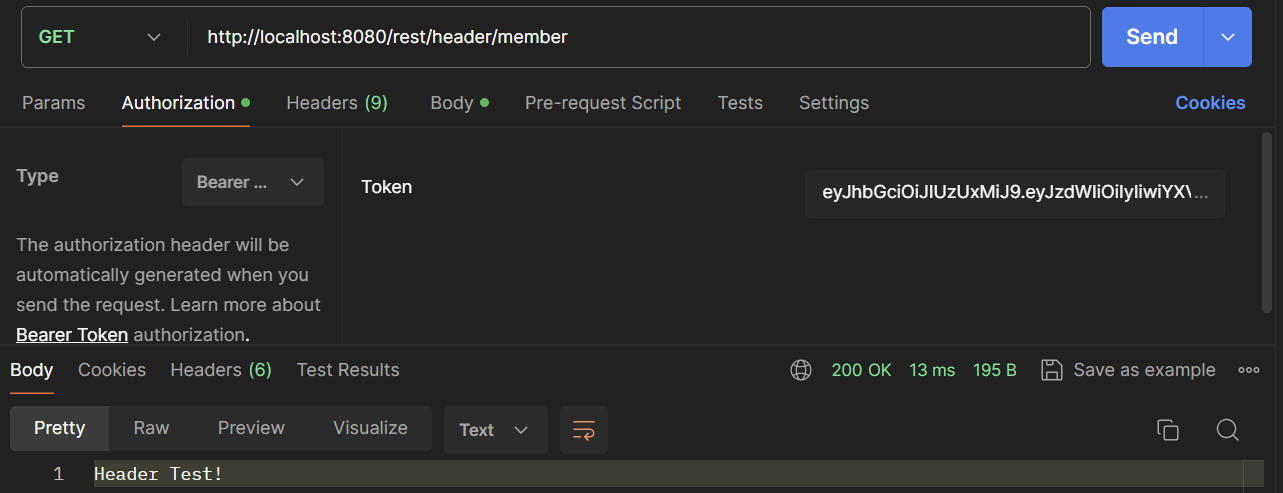 GET http://localhost:8080/rest/header/member Send
Params Authorization Headers (9) Body Pre-request Script Tests Settings Cookies
Type Bearer ... Token eyJhbGciOiJIUzUxMiJ9.eyJzdWIiOiIyIiwiYX...
The authorization header will be
automatically generated when you
send the request. Learn more about
Bearer Token authorization.
Body Cookies Headers (6) Test Results 200 OK 13 ms 195 B Save as example
Pretty Raw Preview Visualize Text
1 Header Test!